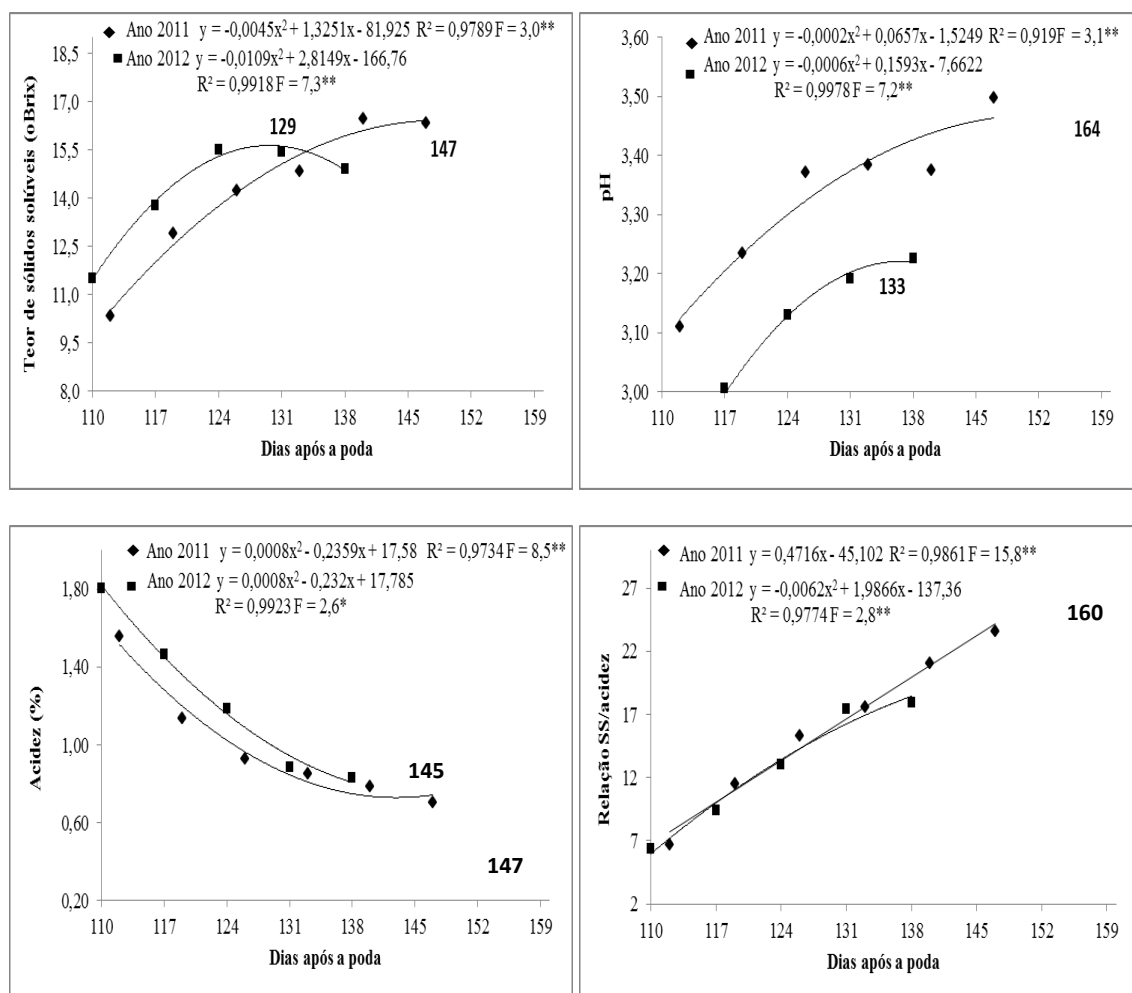 Ano 2011 y = -0,0045x² + 1,3251x - 81,925 R² = 0,9789 F = 3,0**
Ano 2012 y = -0,0109x² + 2,8149x - 166,76
R² = 0,9918 F = 7,3**
Teor de sólidos solúveis (oBrix)
18,5
17,0
15,5
14,0
12,5
11,0
9,5
8,0
129
147
110 117 124 131 138 145 152 159
Dias após a poda
Ano 2011 y = -0,0002x² + 0,0657x - 1,5249 R² = 0,919 F = 3,1**
Ano 2012 y = -0,0006x² + 0,1593x - 7,6622
R² = 0,9978 F = 7,2**
pH
3,60
3,50
3,40
3,30
3,20
3,10
3,00
164
133
110 117 124 131 138 145 152 159
Dias após a poda
Ano 2011 y = 0,0008x² - 0,2359x + 17,58 R² = 0,9734 F = 8,5**
Ano 2012 y = 0,0008x² - 0,232x + 17,785
R² = 0,9923 F = 2,6*
Acidez (%)
1,80
1,40
1,00
0,60
0,20
145
147
110 117 124 131 138 145 152 159
Dias após a poda
Ano 2011 y = 0,4716x - 45,102 R² = 0,9861 F = 15,8**
Ano 2012 y = -0,0062x² + 1,9866x - 137,36
R² = 0,9774 F = 2,8**
Relação SS/acidez
27
22
17
12
7
2
160
110 117 124 131 138 145 152 159
Dias após a poda